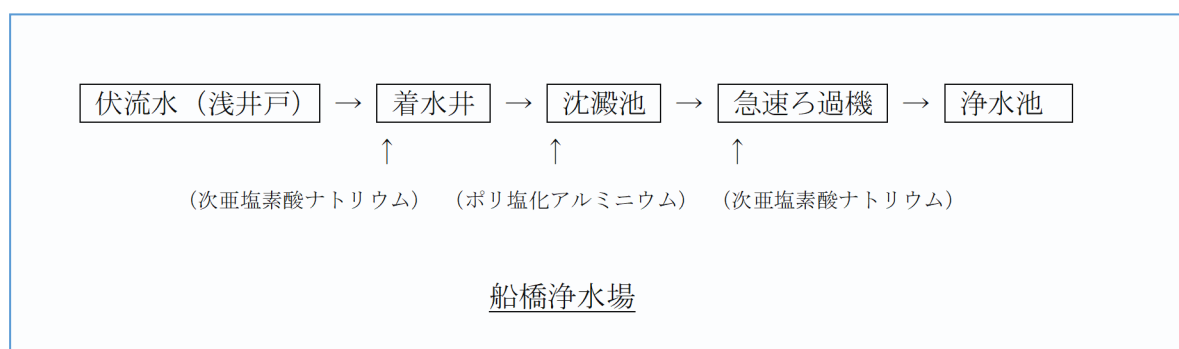 伏流水（浅井戸） → 着水井 → 沈澱池 → 急速ろ過機 → 浄水池
↑ ↑ ↑
（次亜塩素酸ナトリウム） （ポリ塩化アルミニウム） （次亜塩素酸ナトリウム）
船橋浄水場